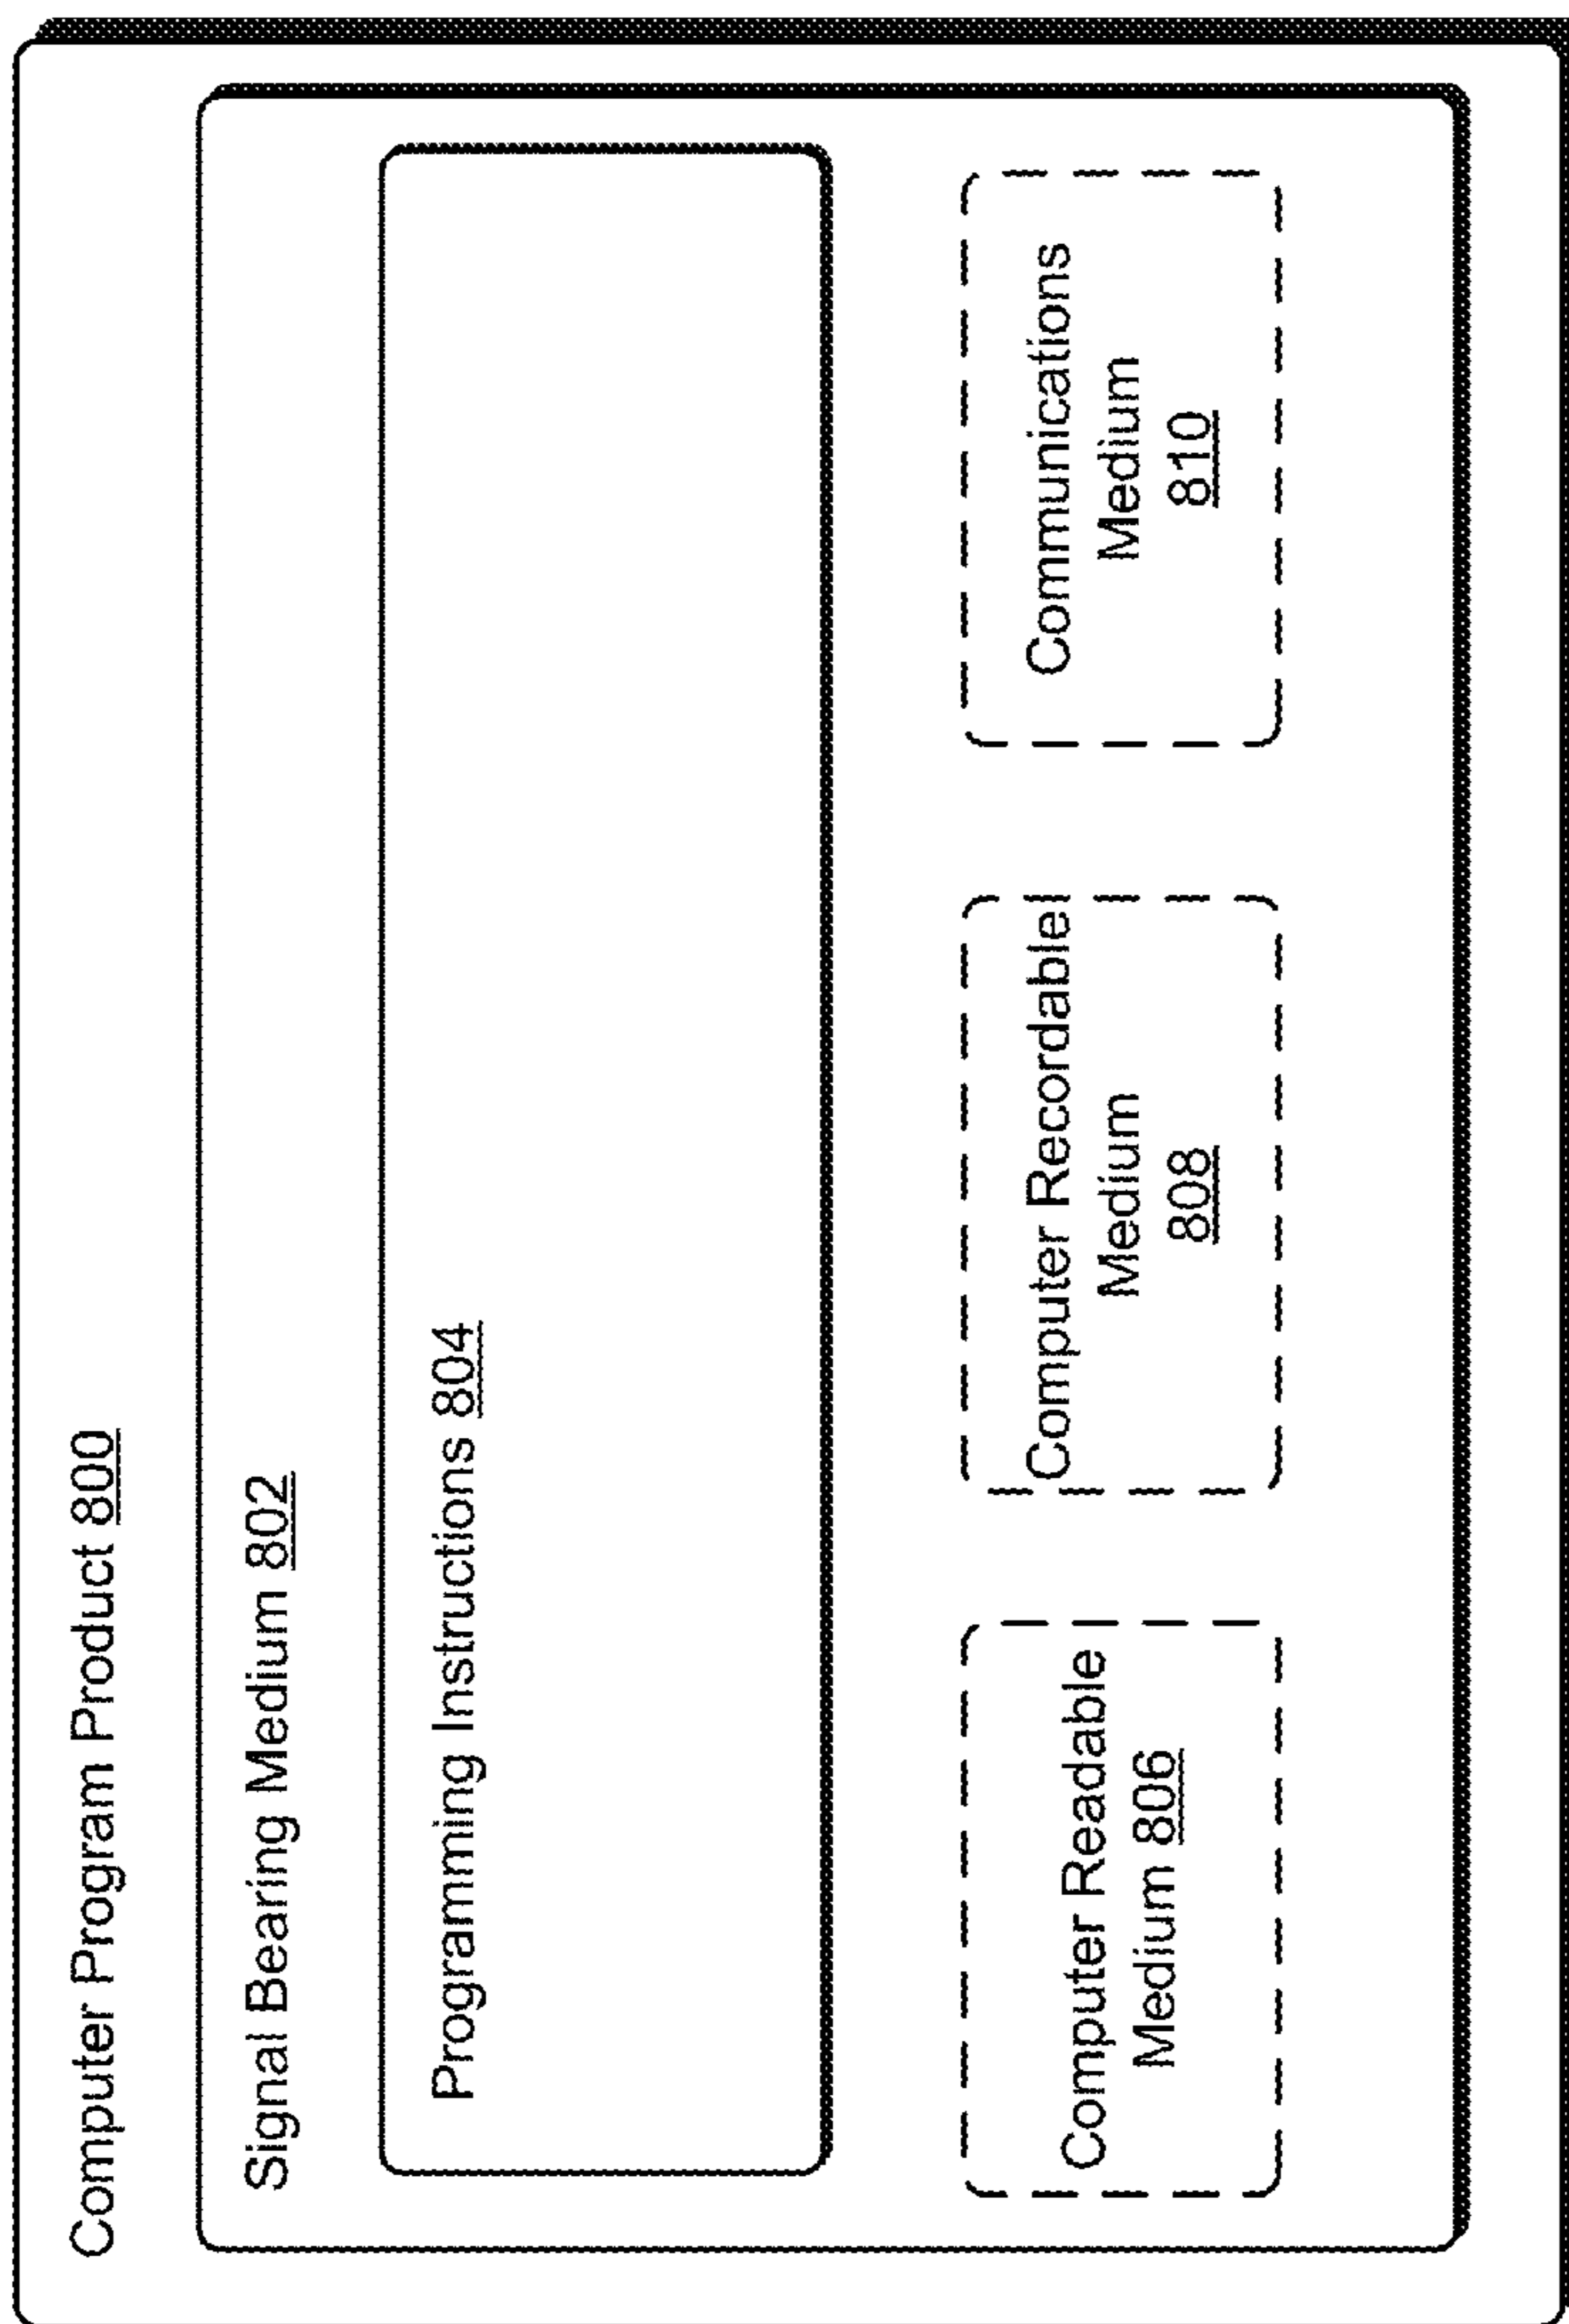 Computer Program Product 800
Signal Bearing Medium 802
Programming Instructions 804
Computer Readable
Medium 806
Computer Recordable
Medium
808
Communications
Medium
810